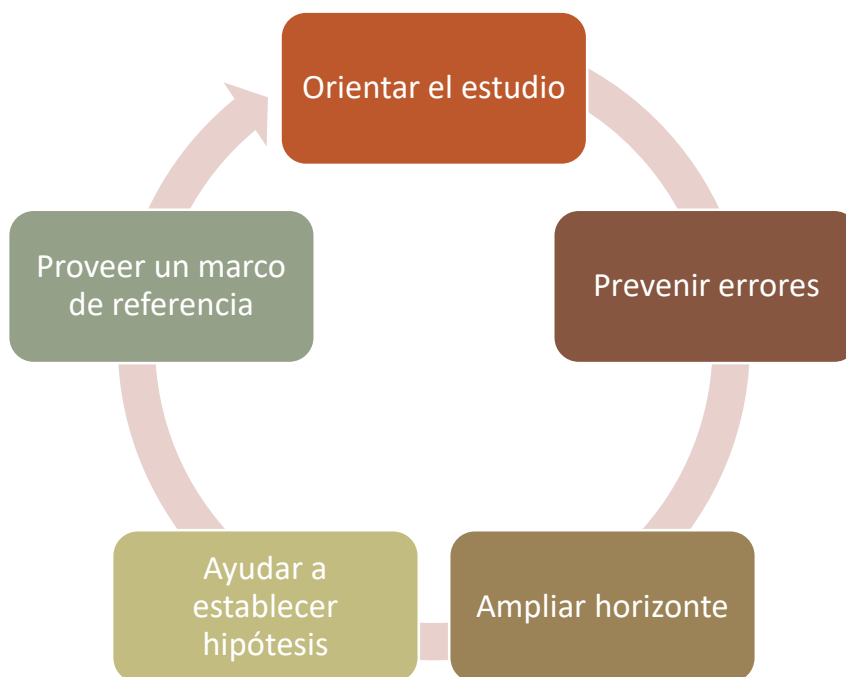 Orientar el estudio
Prevenir errores
Ampliar horizonte
Ayudar a
establecer
hipótesis
Proveer un marco
de referencia